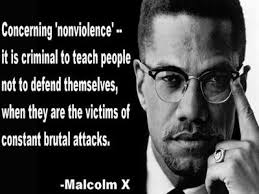 Concerning 'nonviolence' --
it is criminal to teach people
not to defend themselves,
when they are the victims of
constant brutal attacks.
-Malcolm X